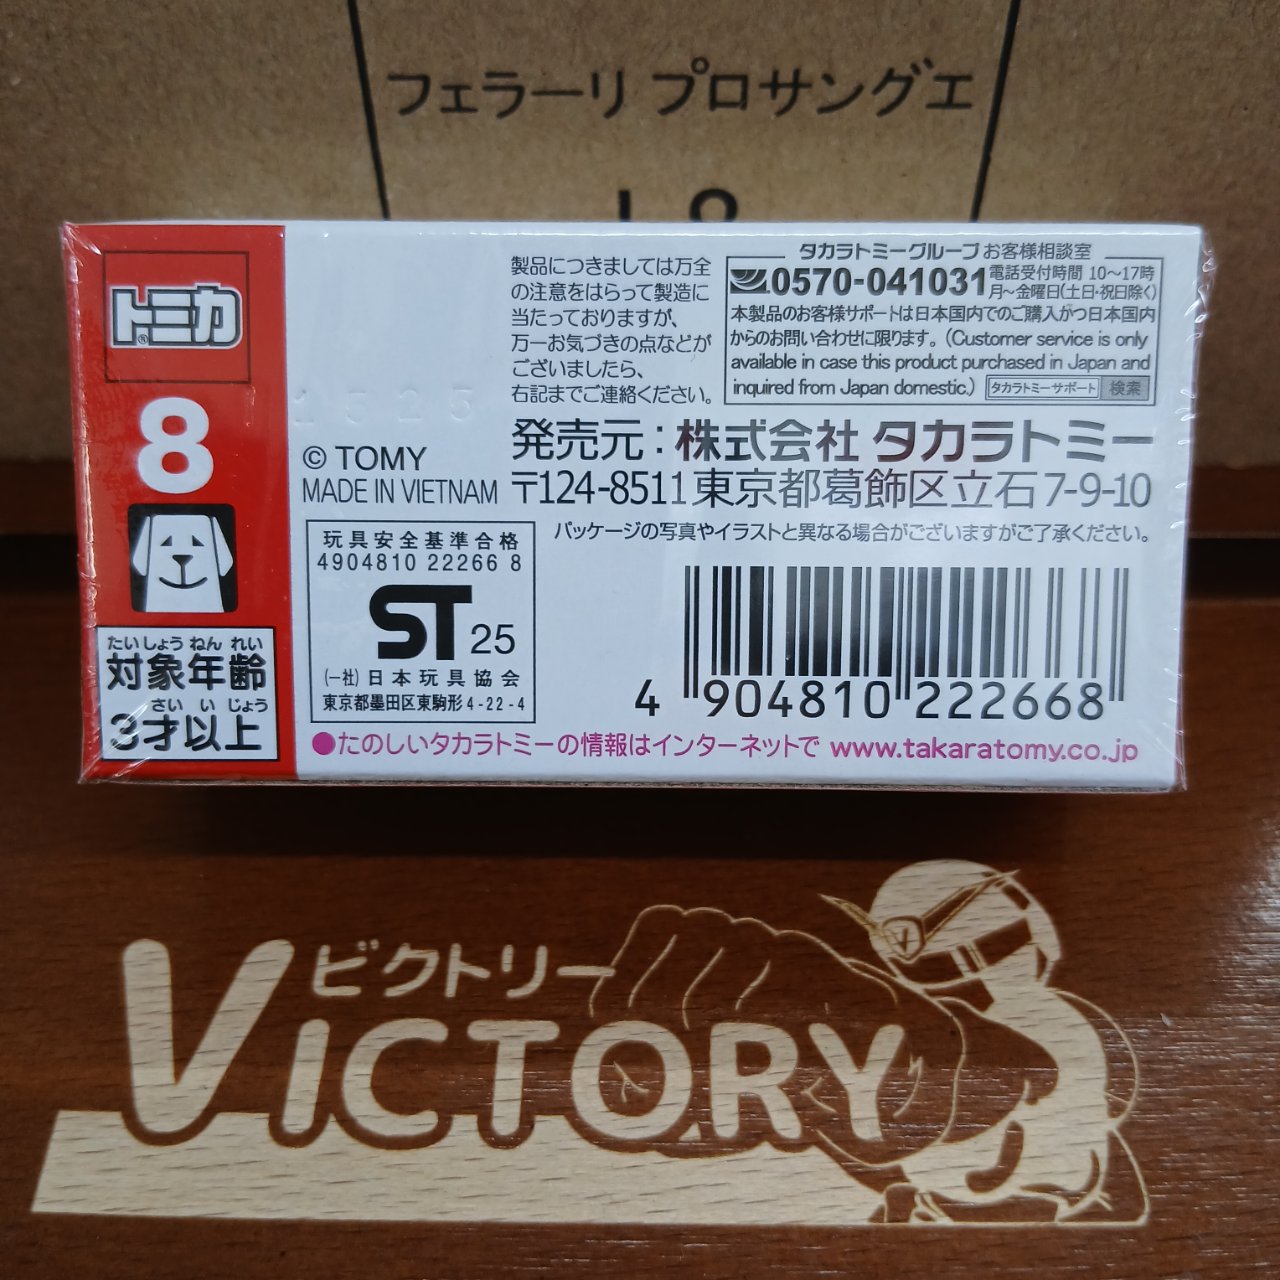 フェラーリ プロサングエ
トミカ
8
たいしょうねんれい
対象年齢
さいいじょう
3才以上
© TOMY
MADE IN VIETNAM
製品につきましては万全
の注意をはらって製造に
当たっておりますが、
万一お気づきの点などが
ございましたら、
右記までご連絡ください。
タカラトミーグループ お客様相談室
0570-041031
電話受付時間 10〜17時
月〜金曜日(土日・祝日除く)
本製品のお客様サポートは日本国内でのご購入かつ日本国内
からのお問い合わせに限ります。(Customer service is only
available in case this product purchased in Japan and
inquired from Japan domestic.) タカラトミーサポート 検索
発売元：株式会社 タカラトミー
〒124-8511 東京都葛飾区立石 7-9-10
パッケージの写真やイラストと異なる場合がございますがご了承ください。
玩具安全基準合格
4904810 22266 8
ST 25
(一社)日本玩具協会
東京都墨田区東駒形 4-22-4
4 904810 222668
●たのしいタカラトミーの情報はインターネットで www.takaratomy.co.jp
ビクトリー
VICTORY